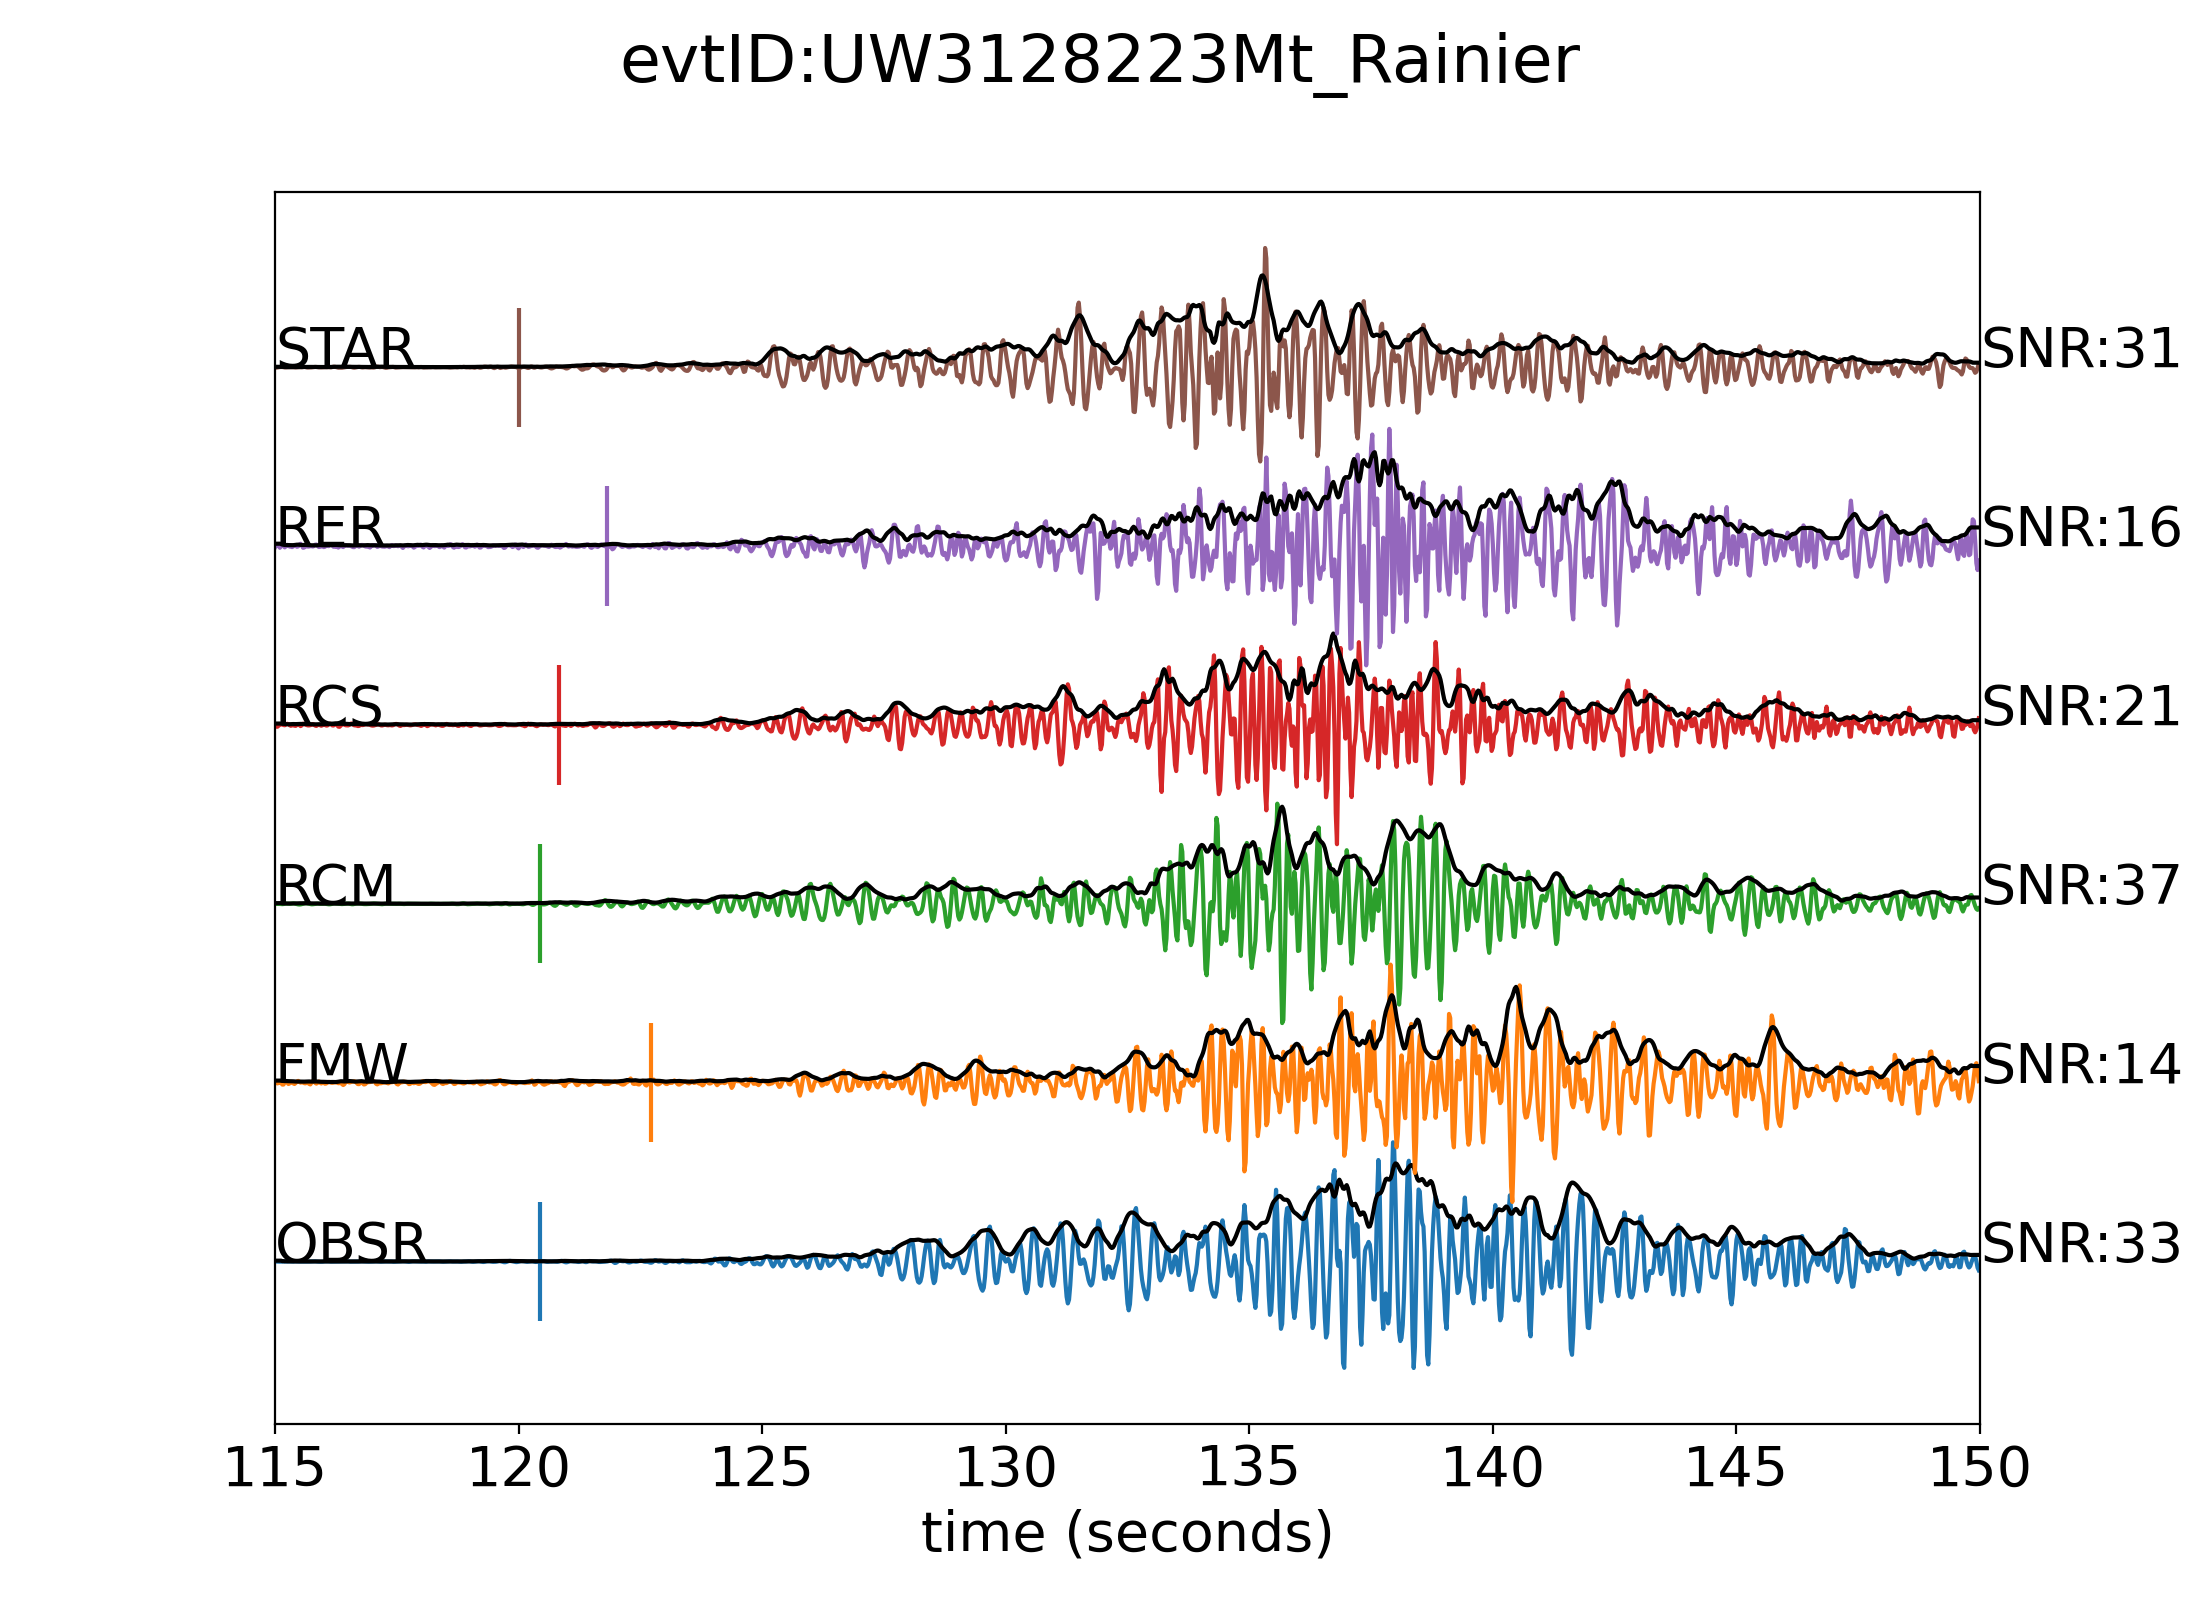 evtID:UW3128223Mt_Rainier
STAR SNR:31
RER SNR:16
RCS SNR:21
RCM SNR:37
FMW SNR:14
OBSR SNR:33
115 120 125 130 135 140 145 150
time (seconds)